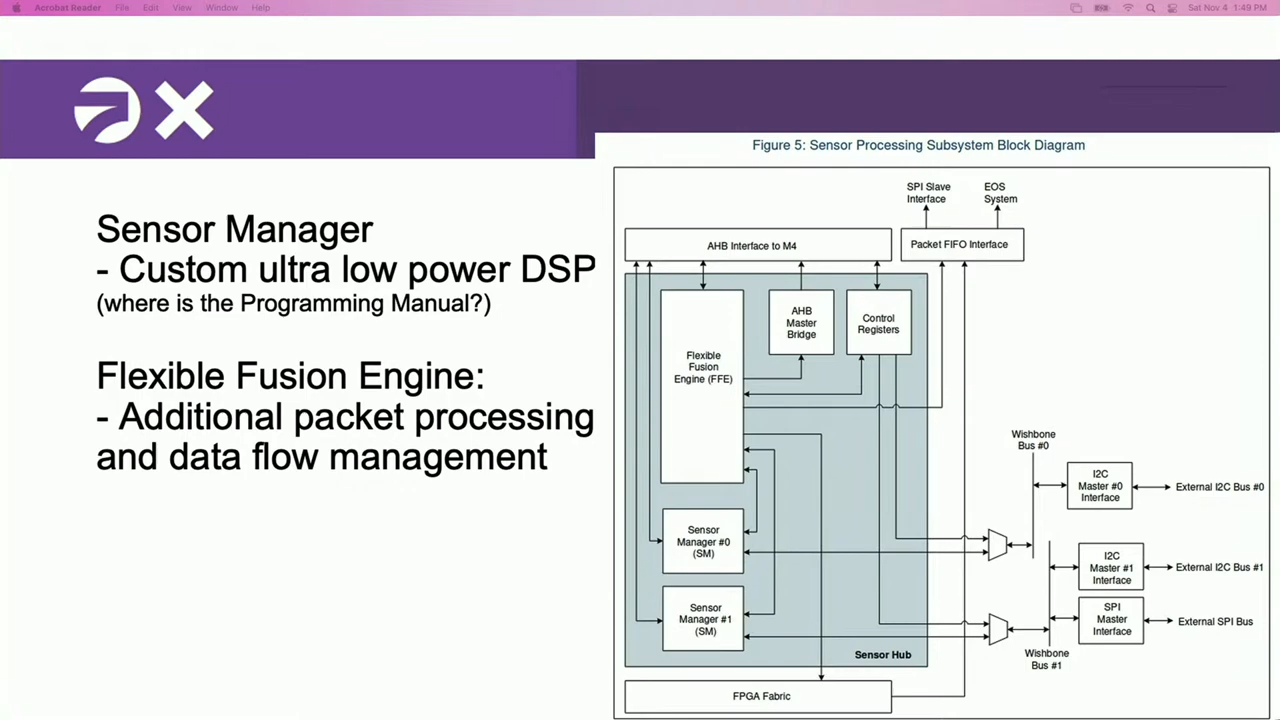 Acrobat Reader File Edit View Window Help
Sat Nov 4 1:49 PM
Sensor Manager
- Custom ultra low power DSP
(where is the Programming Manual?)
Flexible Fusion Engine:
- Additional packet processing
and data flow management
Figure 5: Sensor Processing Subsystem Block Diagram
SPI Slave
Interface
EOS
System
AHB Interface to M4
Packet FIFO Interface
Flexible
Fusion
Engine (FFE)
AHB
Master
Bridge
Control
Registers
Wishbone
Bus #0
I2C
Master #0
Interface
External I2C Bus #0
Sensor
Manager #0
(SM)
I2C
Master #1
Interface
External I2C Bus #1
Sensor
Manager #1
(SM)
SPI
Master
Interface
External SPI Bus
Sensor Hub
Wishbone
Bus #1
FPGA Fabric